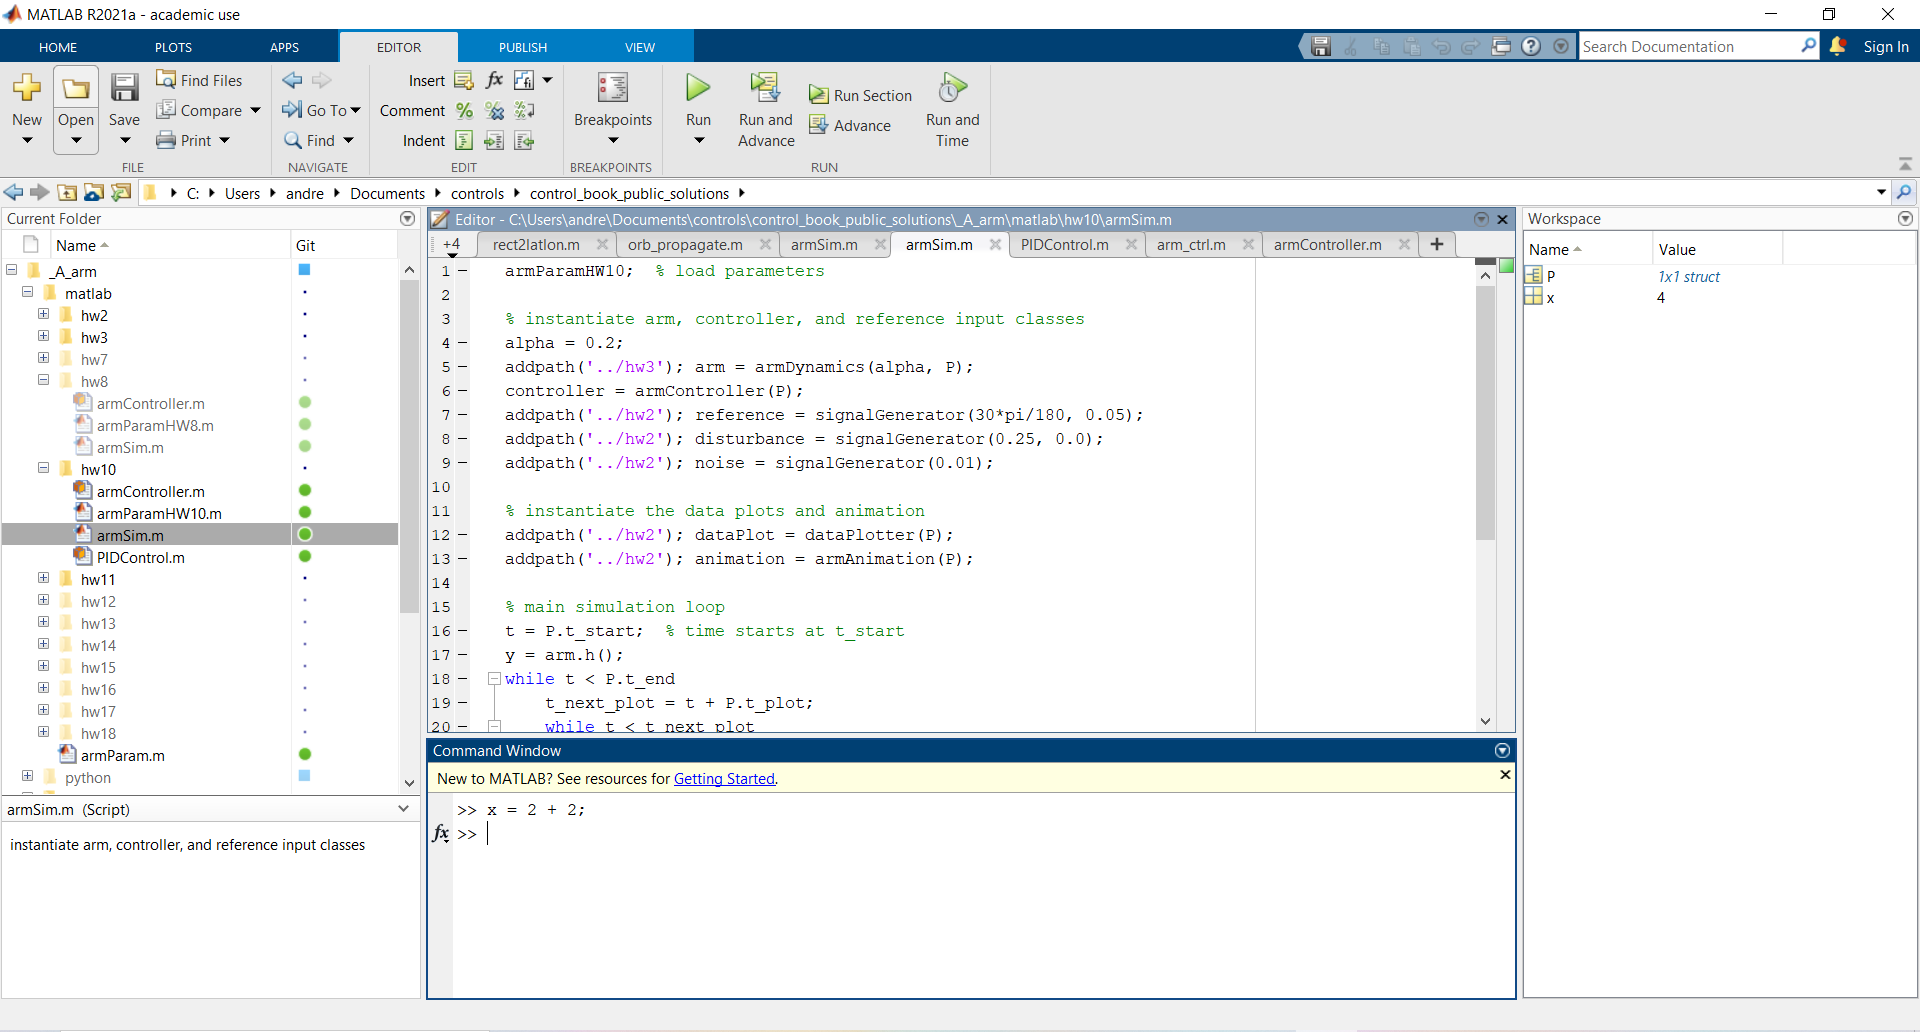 MATLAB R2021a - academic use
HOME PLOTS APPS EDITOR PUBLISH VIEW
Search Documentation
Sign In
New
Open
Save
Find Files
Compare
Print
FILE
Go To
Find
NAVIGATE
Insert
Comment
Indent
EDIT
Breakpoints
BREAKPOINTS
Run
Run and
Advance
Run Section
Advance
Run and
Time
RUN
C: Users andre Documents controls control_book_public_solutions
Current Folder
Name Git
_A_arm
matlab
hw2
hw3
hw7
hw8
armController.m
armParamHW8.m
armSim.m
hw10
armController.m
armParamHW10.m
armSim.m
PIDControl.m
hw11
hw12
hw13
hw14
hw15
hw16
hw17
hw18
armParam.m
python
armSim.m (Script)
instantiate arm, controller, and reference input classes
Editor - C:\Users\andre\Documents\controls\control_book_public_solutions\_A_arm\matlab\hw10\armSim.m
+4 rect2latlon.m orb_propagate.m armSim.m armSim.m PIDControl.m arm_ctrl.m armController.m +
1 armParamHW10; % load parameters
2
3 % instantiate arm, controller, and reference input classes
4 alpha = 0.2;
5 addpath('../hw3'); arm = armDynamics(alpha, P);
6 controller = armController(P);
7 addpath('../hw2'); reference = signalGenerator(30*pi/180, 0.05);
8 addpath('../hw2'); disturbance = signalGenerator(0.25, 0.0);
9 addpath('../hw2'); noise = signalGenerator(0.01);
10
11 % instantiate the data plots and animation
12 addpath('../hw2'); dataPlot = dataPlotter(P);
13 addpath('../hw2'); animation = armAnimation(P);
14
15 % main simulation loop
16 t = P.t_start; % time starts at t_start
17 y = arm.h();
18 while t < P.t_end
19 t_next_plot = t + P.t_plot;
20 while t < t_next_plot
Command Window
New to MATLAB? See resources for Getting Started.
>> x = 2 + 2;
fx >>
Workspace
Name Value
P 1x1 struct
x 4